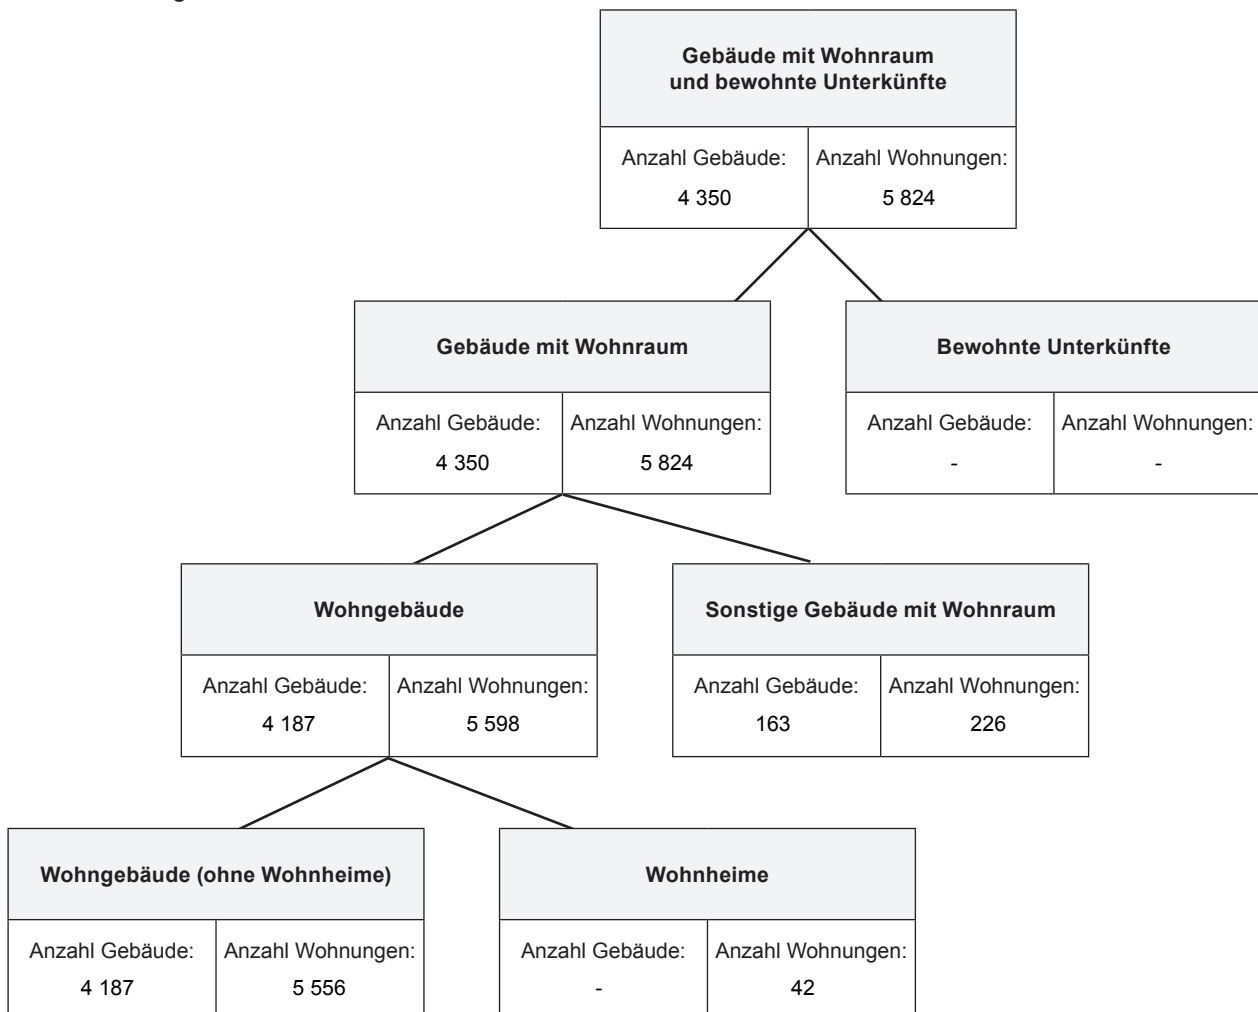 Gebäude mit Wohnraum
und bewohnte Unterkünfte
Anzahl Gebäude: Anzahl Wohnungen:
4 350 5 824
Gebäude mit Wohnraum
Anzahl Gebäude: Anzahl Wohnungen:
4 350 5 824
Bewohnte Unterkünfte
Anzahl Gebäude: Anzahl Wohnungen:
- -
Wohngebäude
Anzahl Gebäude: Anzahl Wohnungen:
4 187 5 598
Sonstige Gebäude mit Wohnraum
Anzahl Gebäude: Anzahl Wohnungen:
163 226
Wohngebäude (ohne Wohnheime)
Anzahl Gebäude: Anzahl Wohnungen:
4 187 5 556
Wohnheime
Anzahl Gebäude: Anzahl Wohnungen:
- 42